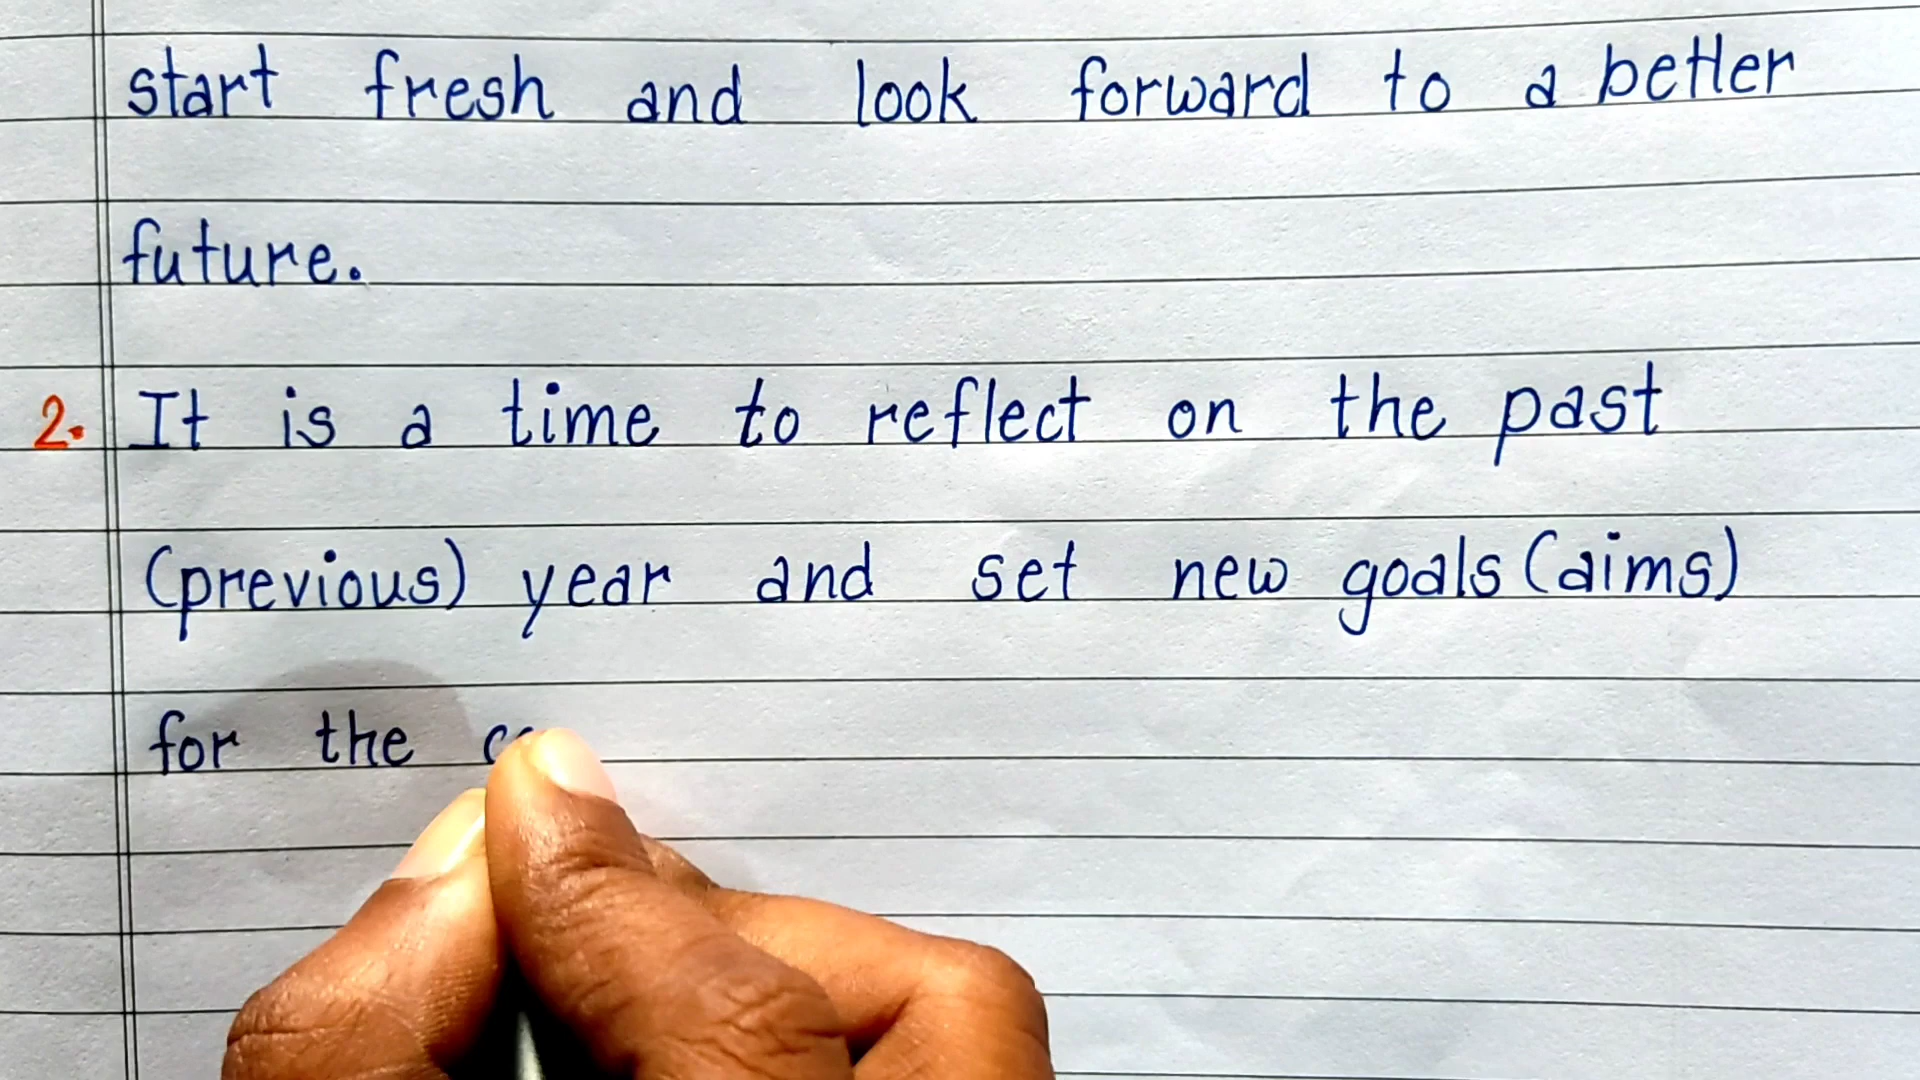 start fresh and look forward to a better
future.
2. It is a time to reflect on the past
(previous) year and set new goals (aims)
for the